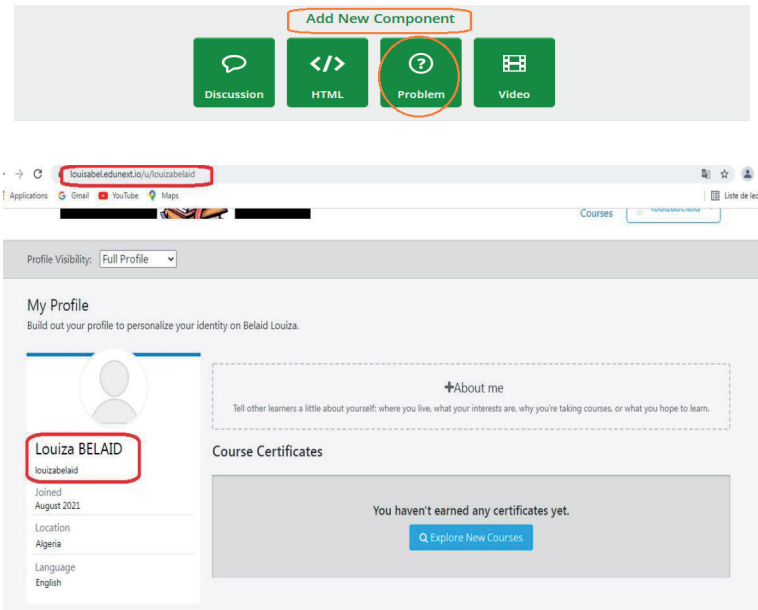 Add New Component
Discussion
</>
HTML
Problem
Video
louisabel.edunext.io/u/louizabelaid
Applications Gmail YouTube Maps
Liste de lec
Courses
Profile Visibility: Full Profile
My Profile
Build out your profile to personalize your identity on Belaid Louiza.
+About me
Tell other learners a little about yourself: where you live, what your interests are, why you're taking courses, or what you hope to learn.
Louiza BELAID
louizabelaid
Joined
August 2021
Location
Algeria
Language
English
Course Certificates
You haven't earned any certificates yet.
Explore New Courses